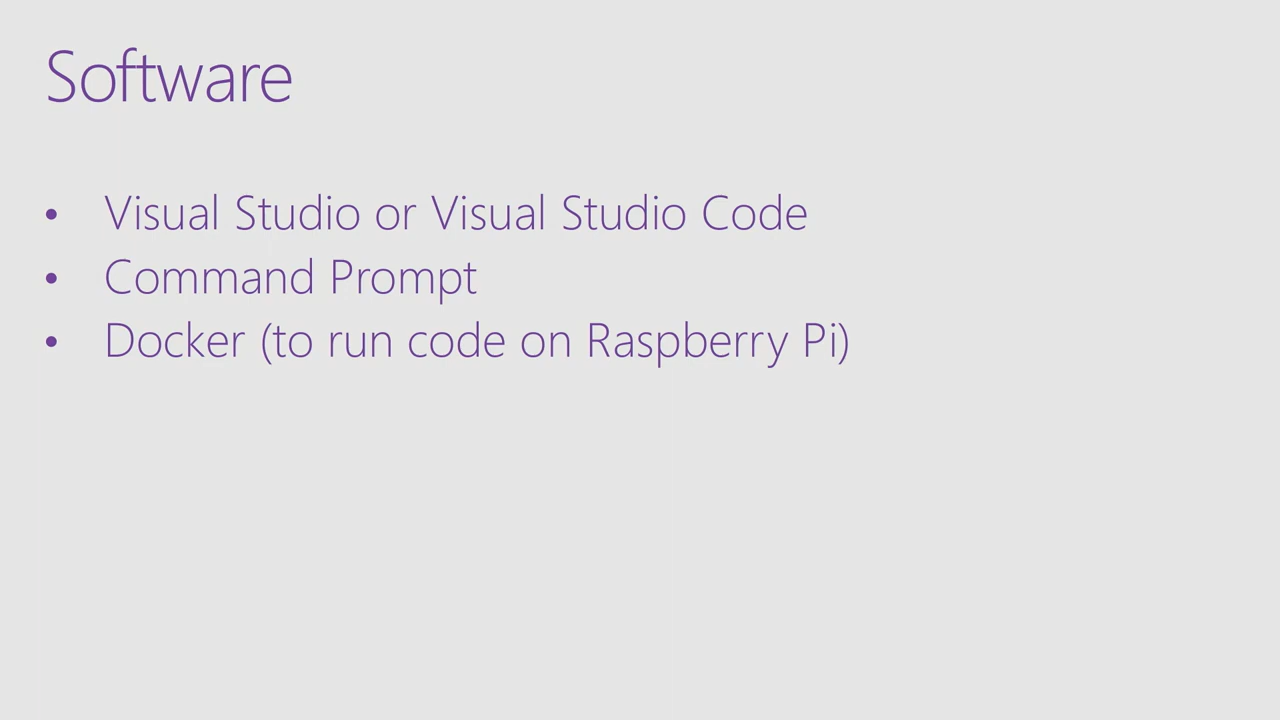 Software
• Visual Studio or Visual Studio Code
• Command Prompt
• Docker (to run code on Raspberry Pi)